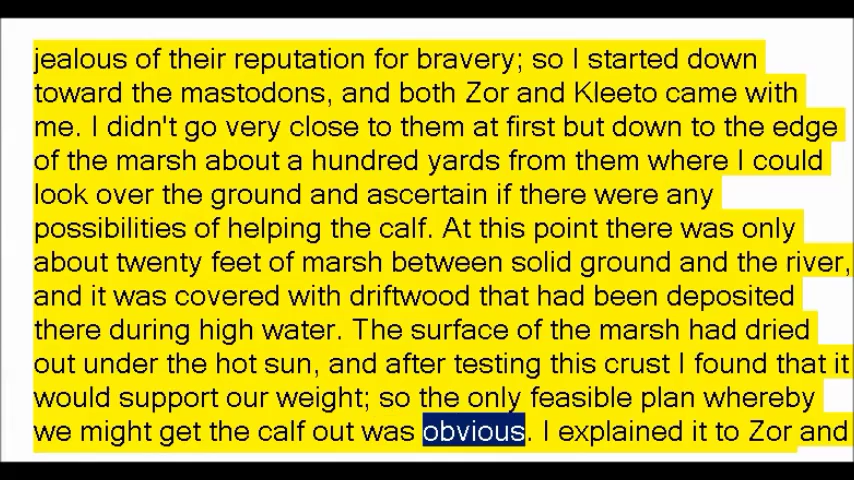 jealous of their reputation for bravery; so I started down
toward the mastodons, and both Zor and Kleeto came with
me. I didn't go very close to them at first but down to the edge
of the marsh about a hundred yards from them where I could
look over the ground and ascertain if there were any
possibilities of helping the calf. At this point there was only
about twenty feet of marsh between solid ground and the river,
and it was covered with driftwood that had been deposited
there during high water. The surface of the marsh had dried
out under the hot sun, and after testing this crust I found that it
would support our weight; so the only feasible plan whereby
we might get the calf out was obvious. I explained it to Zor and